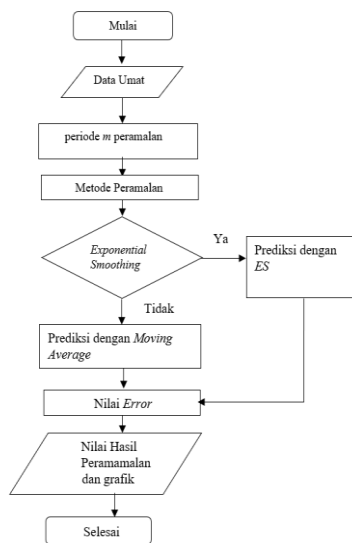 Mulai
Data Umat
periode m peramalan
Metode Peramalan
Exponential
Smoothing
Ya
Prediksi dengan
ES
Tidak
Prediksi dengan Moving
Average
Nilai Error
Nilai Hasil
Peramamalan
dan grafik
Selesai